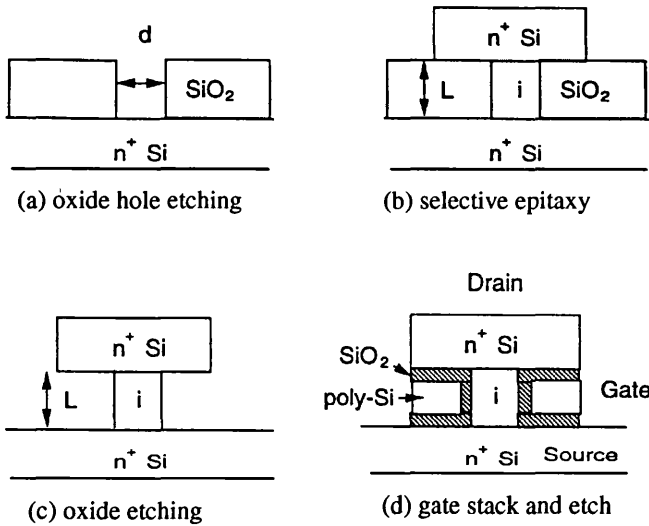 d
SiO₂
n⁺ Si
(a) oxide hole etching
n⁺ Si
L
i
SiO₂
n⁺ Si
(b) selective epitaxy
n⁺ Si
L
i
n⁺ Si
(c) oxide etching
Drain
n⁺ Si
SiO₂
poly-Si
i
Gate
n⁺ Si
Source
(d) gate stack and etch